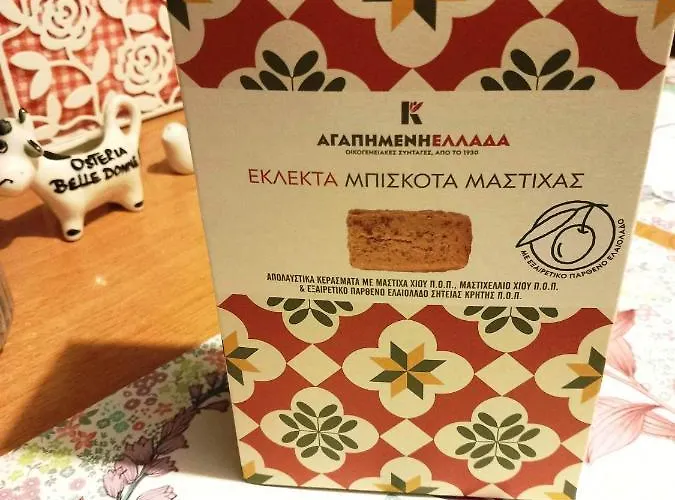 ΑΓΑΠΗΜΕΝΗΕΛΛΑΔΑ
ΟΙΚΟΓΕΝΕΙΑΚΕΣ ΣΥΝΤΑΓΕΣ, ΑΠΟ ΤΟ 1930
ΕΚΛΕΚΤΑ ΜΠΙΣΚΟΤΑ ΜΑΣΤΙΧΑΣ
ΜΕ ΕΞΑΙΡΕΤΙΚΟ ΠΑΡΘΕΝΟ ΕΛΑΙΟΛΑΔΟ
ΑΠΟΛΑΥΣΤΙΚΑ ΚΕΡΑΣΜΑΤΑ ΜΕ ΜΑΣΤΙΧΑ ΧΙΟΥ Π.Ο.Π., ΜΑΣΤΙΧΕΛΑΙΟ ΧΙΟΥ Π.Ο.Π.
& ΕΞΑΙΡΕΤΙΚΟ ΠΑΡΘΕΝΟ ΕΛΑΙΟΛΑΔΟ ΣΗΤΕΙΑΣ ΚΡΗΤΗΣ Π.Ο.Π.
OSTERIA
BELLE DONNE